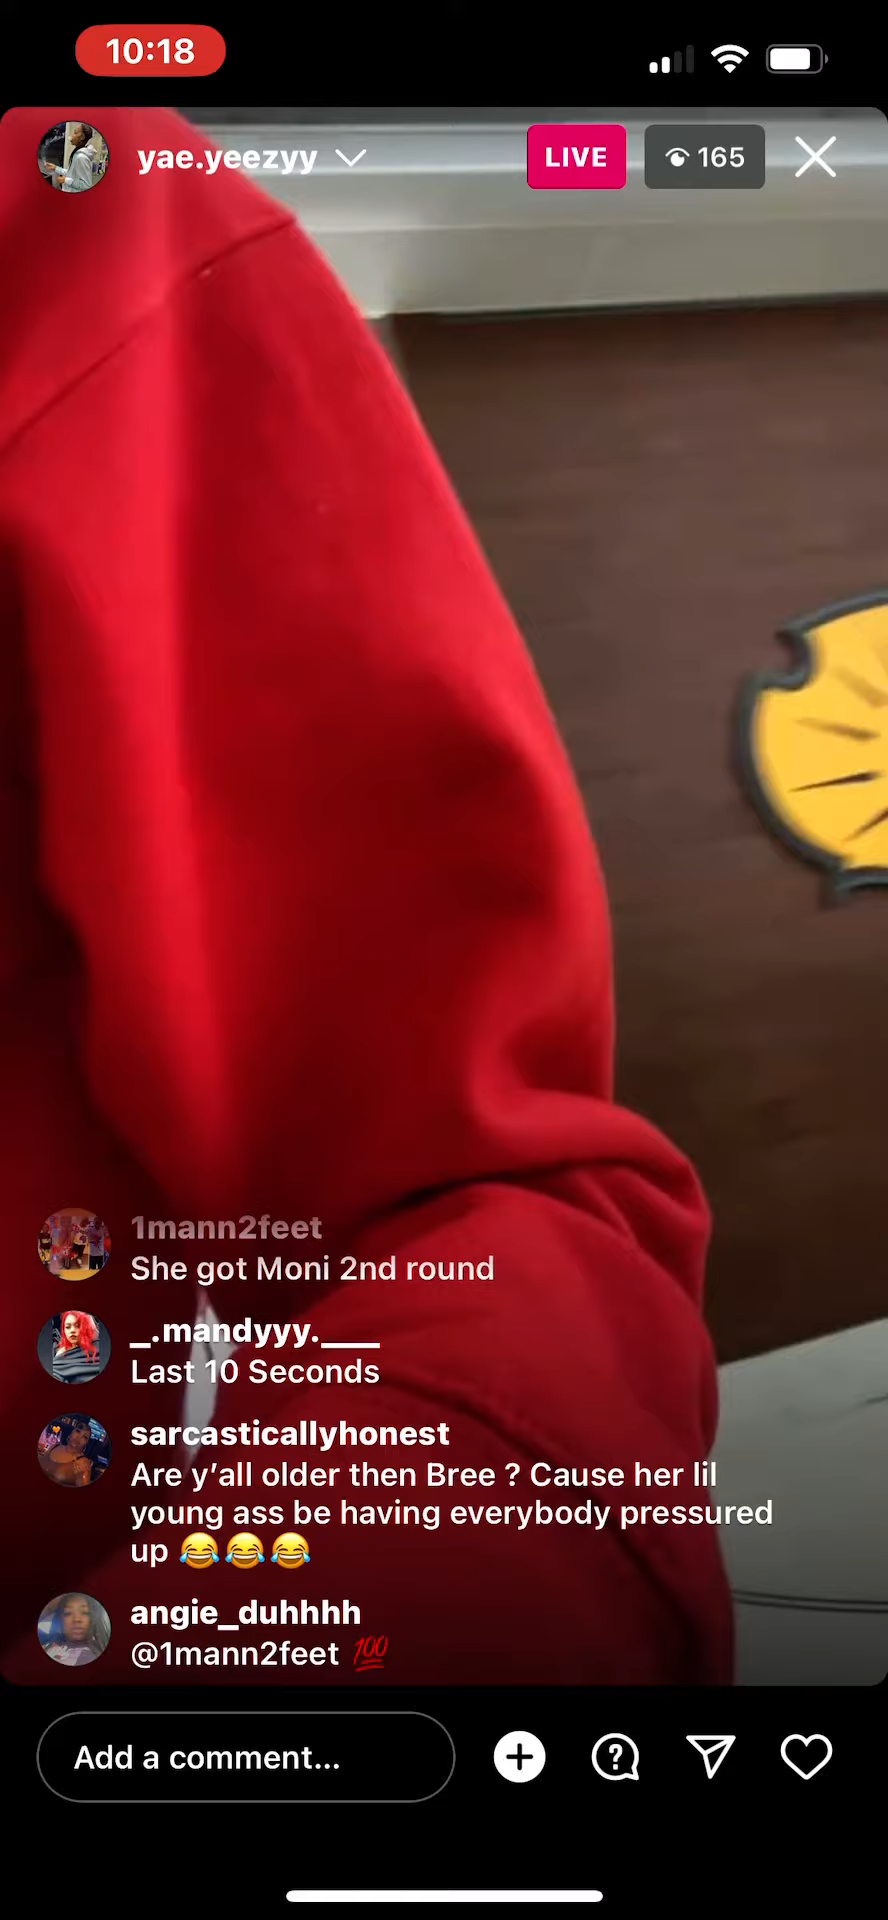 10:18
yae.yeezyy
LIVE
165
1mann2feet
She got Moni 2nd round
_.mandyyy.____
Last 10 Seconds
sarcasticallyhonest
Are y’all older then Bree ? Cause her lil
young ass be having everybody pressured
up 😂😂😂
angie_duhhhh
@1mann2feet 💯
Add a comment...